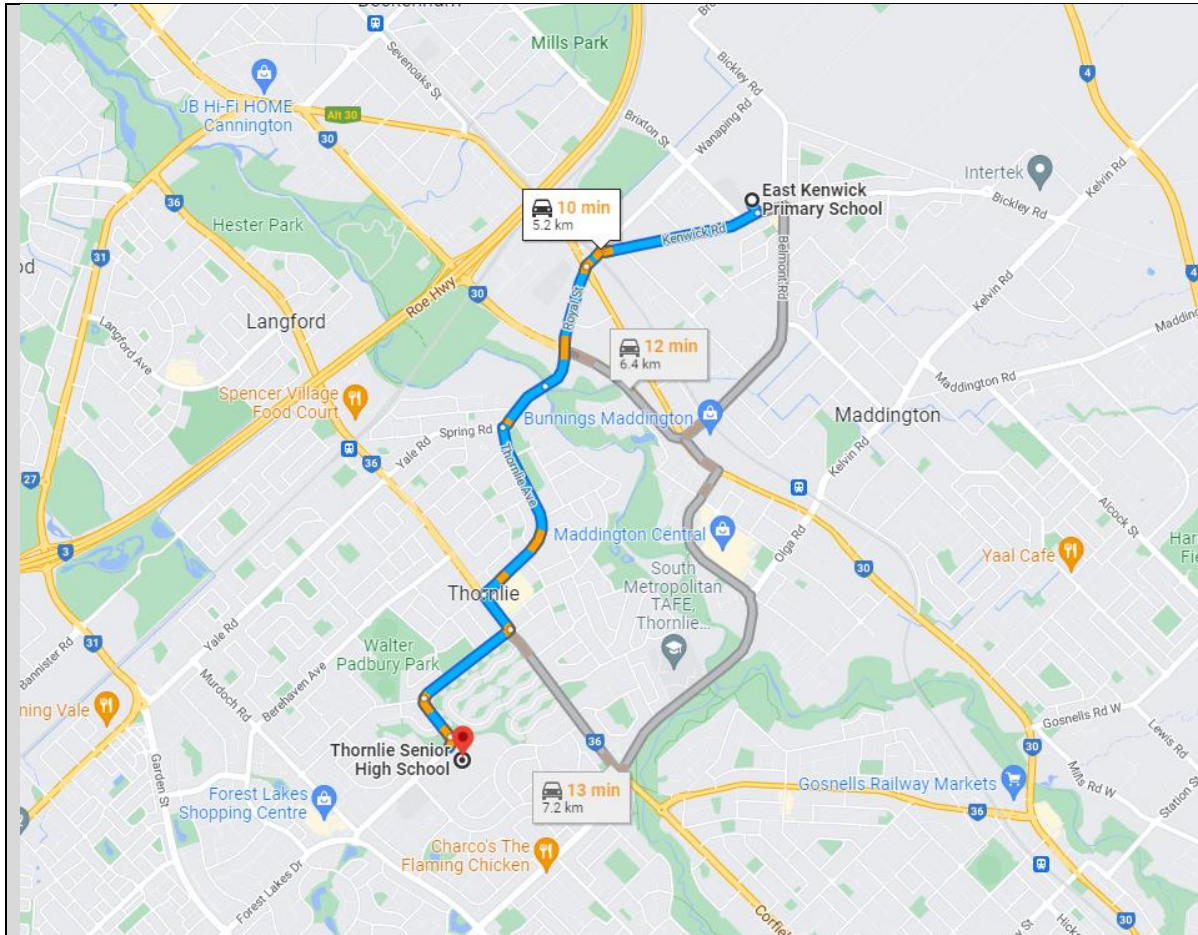 Beckenham
Mills Park
Sevenoaks St
Bickley Rd
4
JB Hi-Fi HOME
Cannington
Alt 30
30
Brixton St
Wanaping Rd
Intertek
Kelvin Rd
36
East Kenwick
Primary School
Bickley Rd
10 min
5.2 km
Hester Park
Kenwick Rd
Belmont Rd
31
Roe Hwy
30
Royal St
Kelvin Rd
4
Langford
Langford Ave
12 min
6.4 km
Maddington Rd
Spencer Village
Food Court
Bunnings Maddington
Maddington
Spring Rd
Yale Rd
36
Thornlie Ave
Kelvin Rd
27
Alcock St
3
Maddington Central
Olga Rd
30
Yaal Cafe
South
Metropolitan
TAFE,
Thornlie...
Thornlie
Yale Rd
31
Bannister Rd
Walter
Padbury Park
Murdoch Rd
Berehaven Ave
ning Vale
Gosnells Rd W
Lewis Rd
36
30
Thornlie Senior
High School
Garden St
Mills Rd W
Station St
13 min
7.2 km
Gosnells Railway Markets
36
Forest Lakes
Shopping Centre
Charco's The
Flaming Chicken
Forest Lakes Dr